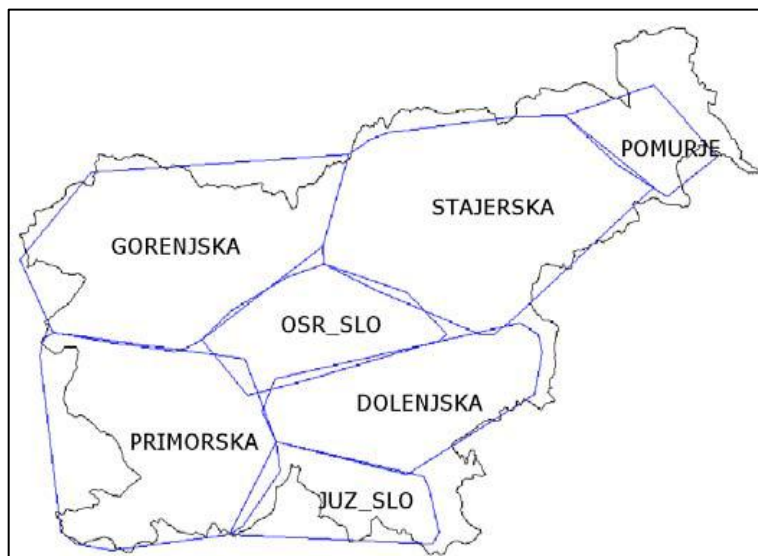 POMURJE
STAJERSKA
GORENJSKA
OSR_SLO
DOLENJSKA
PRIMORSKA
JUZ_SLO